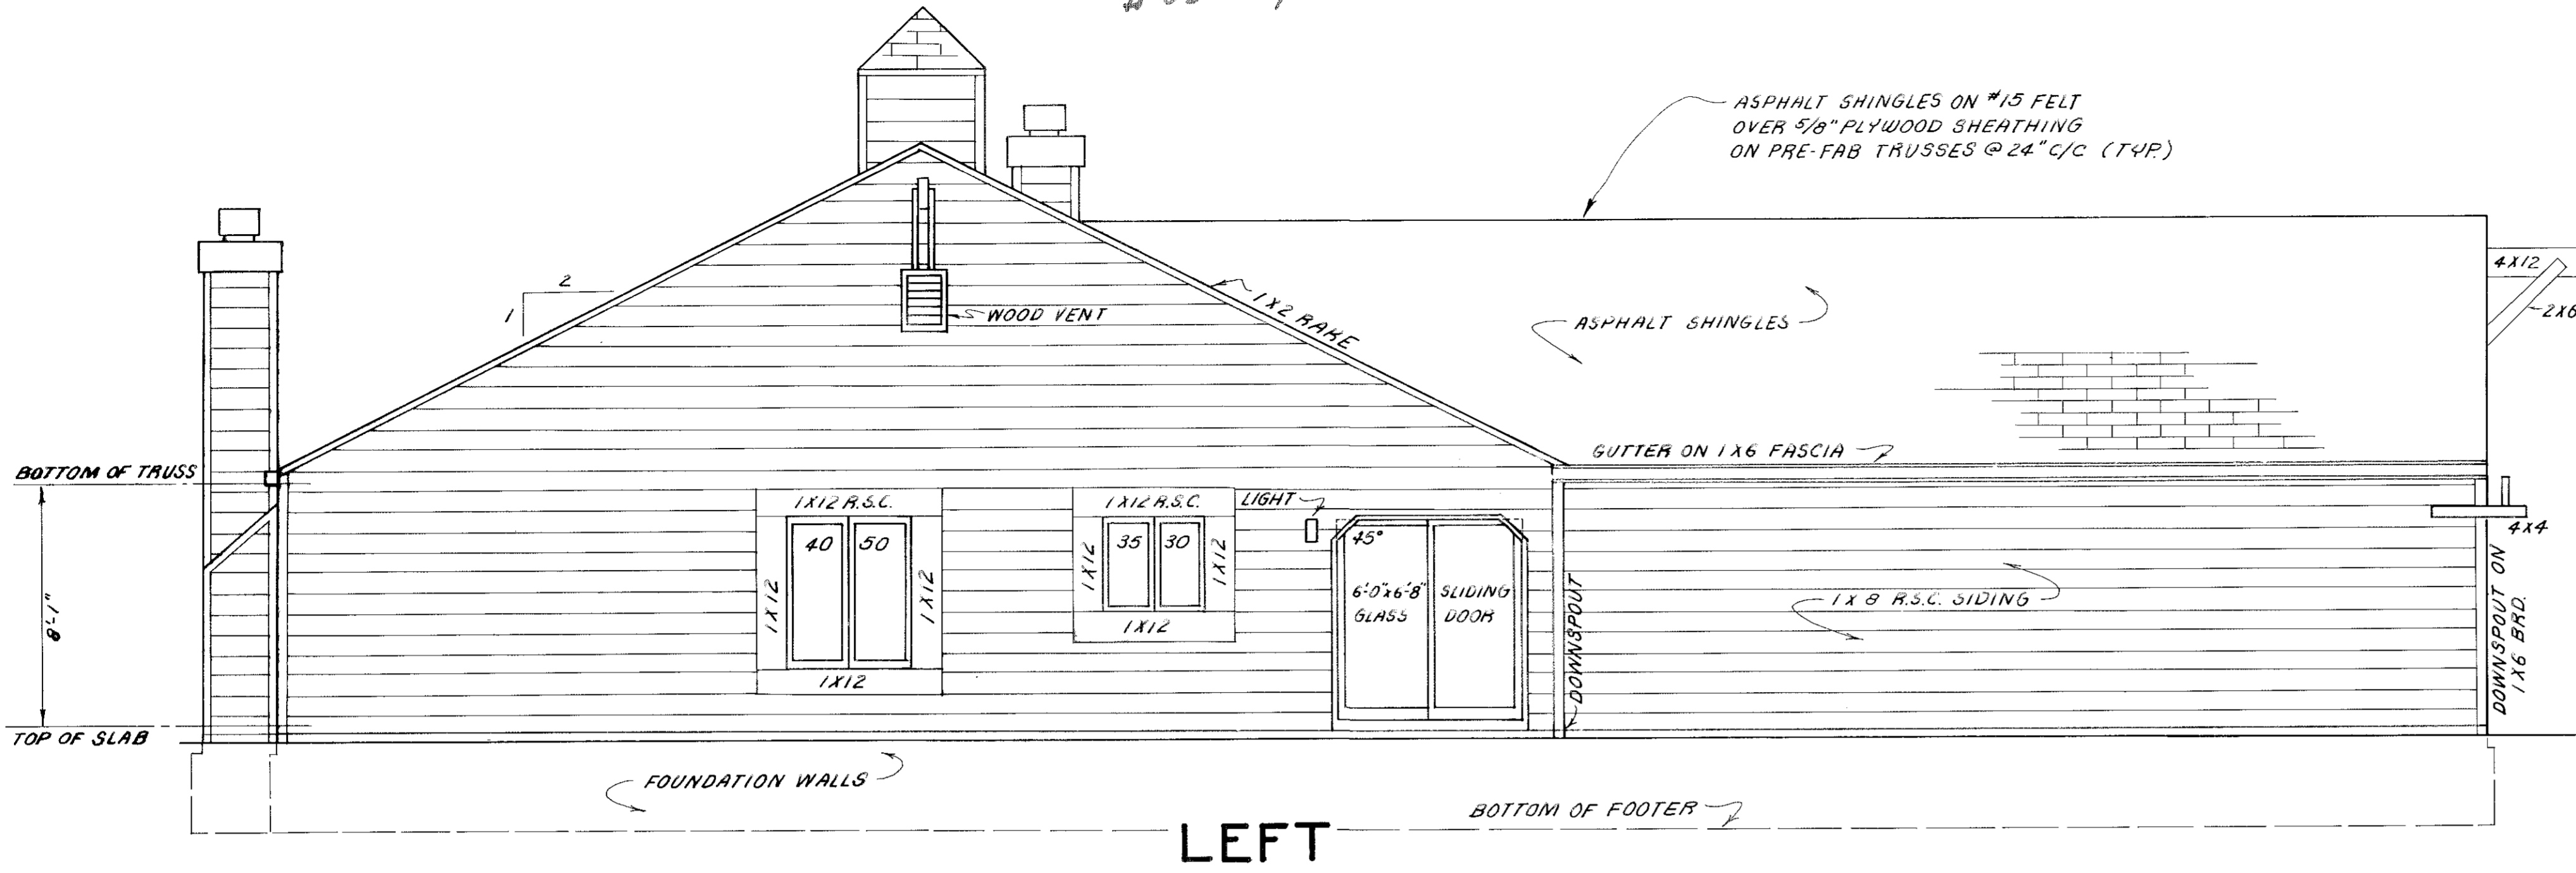 ASPHALT SHINGLES ON #15 FELT
OVER 5/8" PLYWOOD SHEATHING
ON PRE-FAB TRUSSES @ 24" C/C (TYP.)
4X12
2X6
2
1
WOOD VENT
1X2 RAKE
ASPHALT SHINGLES
GUTTER ON 1X6 FASCIA
BOTTOM OF TRUSS
8'-1"
TOP OF SLAB
1X12 R.S.C.
40 50
1X12
1X12
1X12
1X12 R.S.C.
35 30
1X12
1X12
1X12
LIGHT
45°
6'-0"x6'-8" SLIDING
GLASS DOOR
DOWNSPOUT
1X8 R.S.C. SIDING
4X4
DOWNSPOUT ON
1X6 BRD.
FOUNDATION WALLS
BOTTOM OF FOOTER
LEFT